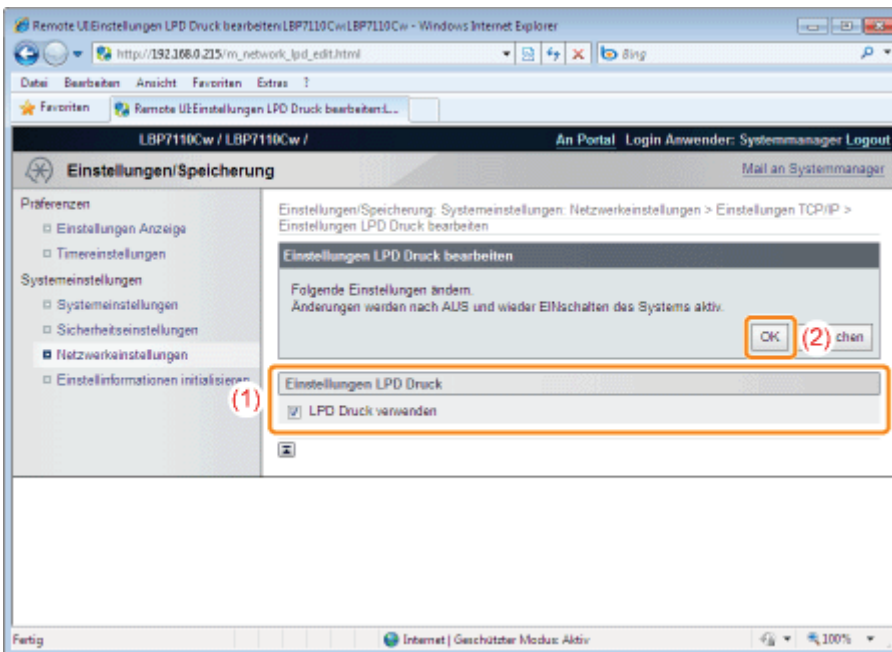 Remote UI:Einstellungen LPD Druck bearbeiten:LBP7110Cw:LBP7110Cw - Windows Internet Explorer
http://192.168.0.215/m_network_lpd_edit.html
Bing
Datei Bearbeiten Ansicht Favoriten Extras ?
Favoriten Remote UI:Einstellungen LPD Druck bearbeiten:L...
LBP7110Cw / LBP7110Cw / An Portal Login Anwender: Systemmanager Logout
Einstellungen/Speicherung Mail an Systemmanager
Präferenzen
Einstellungen Anzeige
Timereinstellungen
Systemeinstellungen
Systemeinstellungen
Sicherheitseinstellungen
Netzwerkeinstellungen
Einstellinformationen initialisieren
Einstellungen/Speicherung: Systemeinstellungen: Netzwerkeinstellungen > Einstellungen TCP/IP >
Einstellungen LPD Druck bearbeiten
Einstellungen LPD Druck bearbeiten
Folgende Einstellungen ändern.
Änderungen werden nach AUS und wieder EINschalten des Systems aktiv.
OK (2) chen
(1)
Einstellungen LPD Druck
LPD Druck verwenden
Fertig Internet | Geschützter Modus: Aktiv 100%